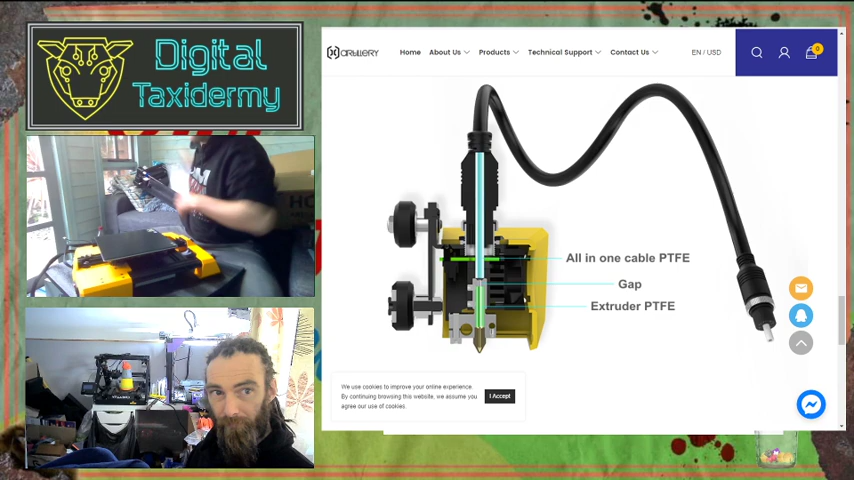 Digital
Taxidermy
ARTILLERY
Home
About Us
Products
Technical Support
Contact Us
EN / USD
0
All in one cable PTFE
Gap
Extruder PTFE
We use cookies to improve your online experience.
By continuing browsing this website, we assume you
agree our use of cookies.
I Accept